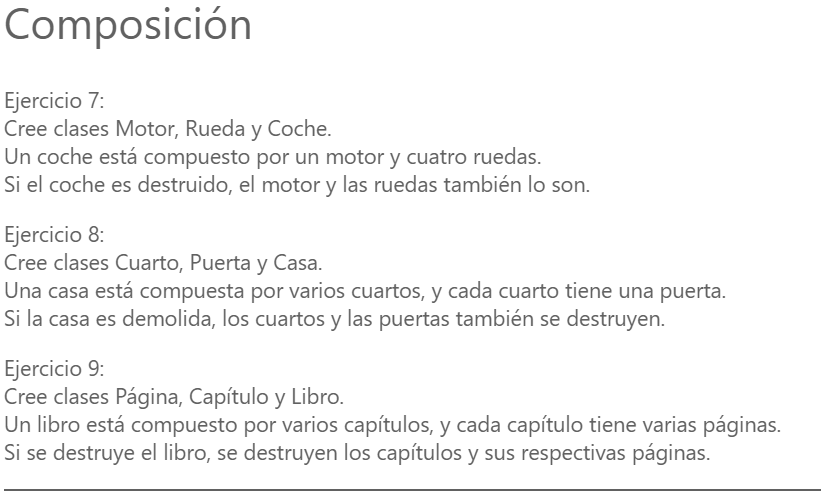 Composición
Ejercicio 7:
Cree clases Motor, Rueda y Coche.
Un coche está compuesto por un motor y cuatro ruedas.
Si el coche es destruido, el motor y las ruedas también lo son.
Ejercicio 8:
Cree clases Cuarto, Puerta y Casa.
Una casa está compuesta por varios cuartos, y cada cuarto tiene una puerta.
Si la casa es demolida, los cuartos y las puertas también se destruyen.
Ejercicio 9:
Cree clases Página, Capítulo y Libro.
Un libro está compuesto por varios capítulos, y cada capítulo tiene varias páginas.
Si se destruye el libro, se destruyen los capítulos y sus respectivas páginas.